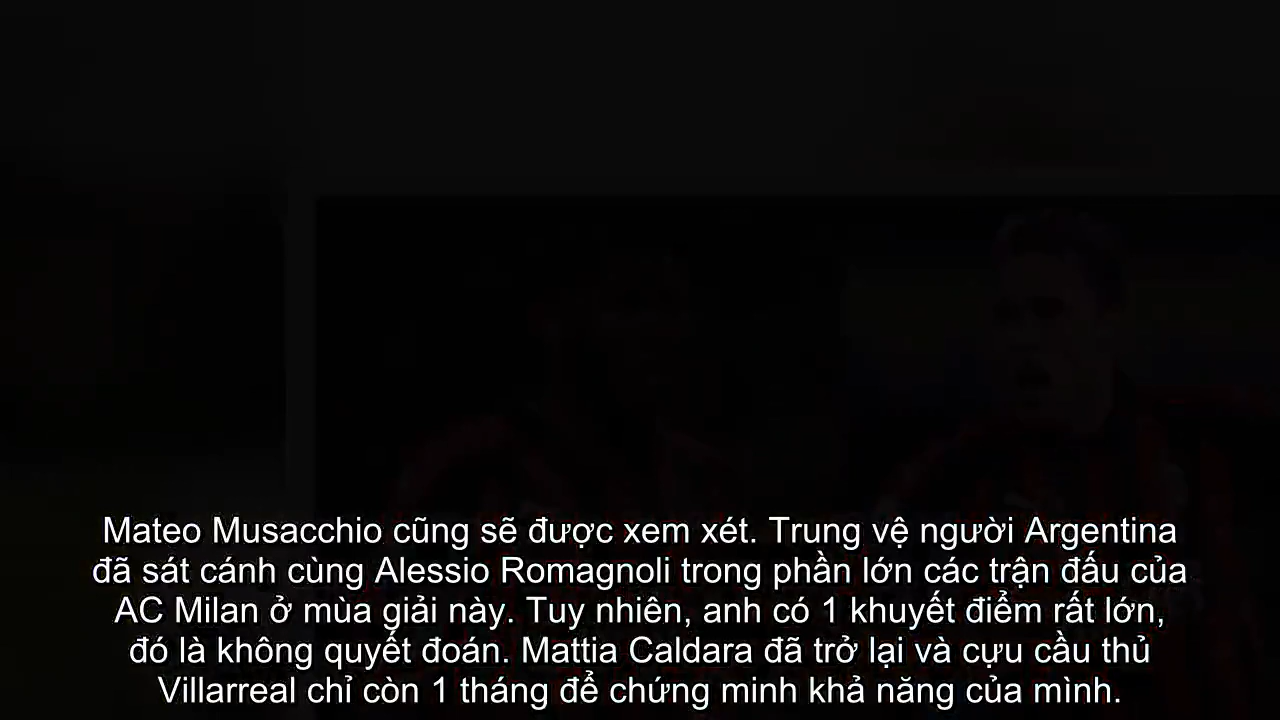 Mateo Musacchio cũng sẽ được xem xét. Trung vệ người Argentina
đã sát cánh cùng Alessio Romagnoli trong phần lớn các trận đấu của
AC Milan ở mùa giải này. Tuy nhiên, anh có 1 khuyết điểm rất lớn,
đó là không quyết đoán. Mattia Caldara đã trở lại và cựu cầu thủ
Villarreal chỉ còn 1 tháng để chứng minh khả năng của mình.